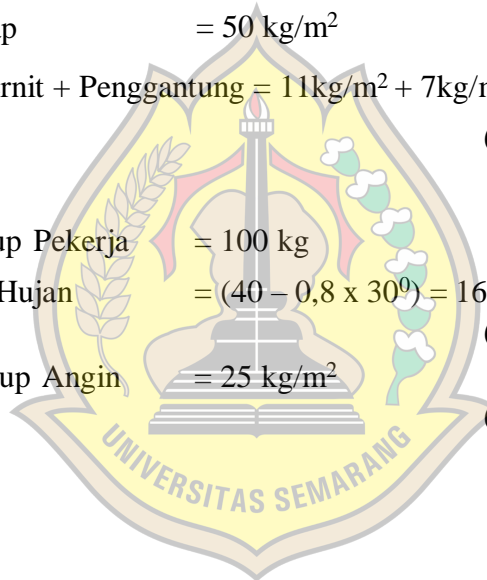 ap = 50 kg/m²
rnit + Penggantung = 11kg/m² + 7kg/m
(
up Pekerja = 100 kg
Hujan = (40 – 0,8 x 30⁰) = 16
(
up Angin = 25 kg/m²
(
UNIVERSITAS SEMARANG